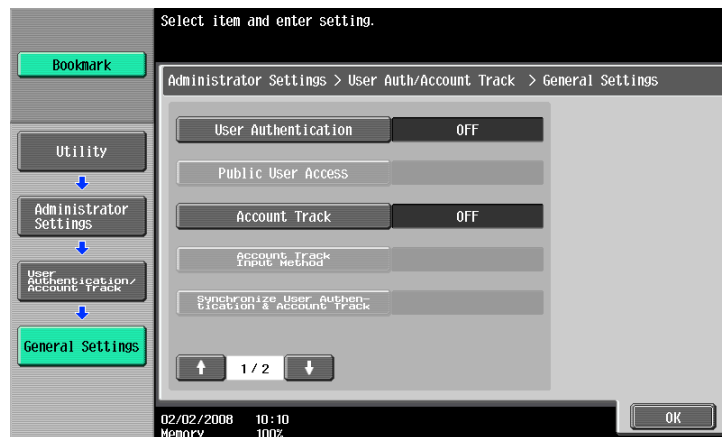 Select item and enter setting.
Bookmark
Administrator Settings > User Auth/Account Track > General Settings
User Authentication
OFF
Utility
Public User Access
Administrator
Settings
Account Track
OFF
Account Track
Input Method
User
Authentication/
Account Track
Synchronize User Authen-
tication & Account Track
General Settings
1/2
02/02/2008 10:10
Memory 100%
OK